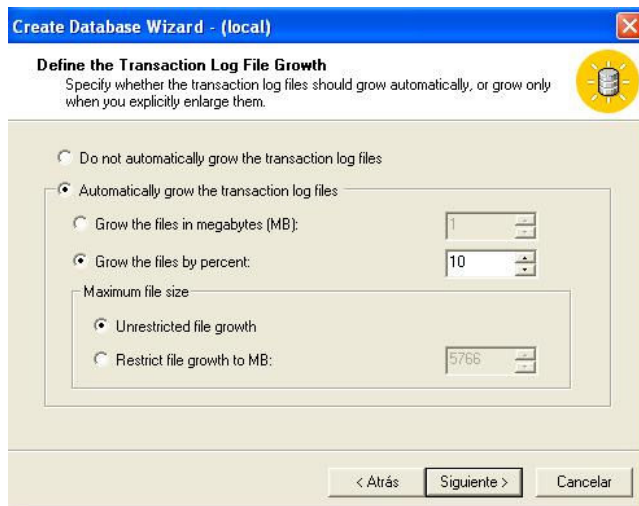 Create Database Wizard - (local)
Define the Transaction Log File Growth
Specify whether the transaction log files should grow automatically, or grow only
when you explicitly enlarge them.
Do not automatically grow the transaction log files
Automatically grow the transaction log files
Grow the files in megabytes (MB):
1
Grow the files by percent:
10
Maximum file size
Unrestricted file growth
Restrict file growth to MB:
5766
< Atrás
Siguiente >
Cancelar